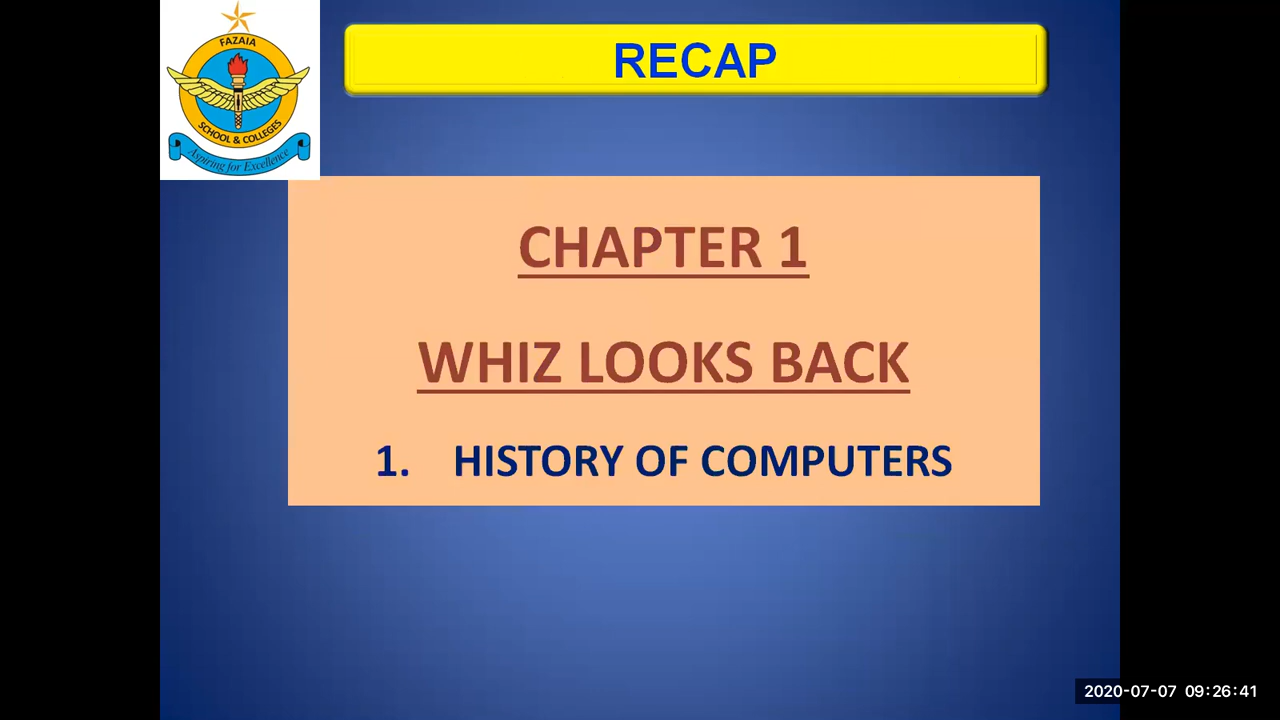 FAZAIA
SCHOOL & COLLEGES
Aspiring for Excellence
RECAP
CHAPTER 1
WHIZ LOOKS BACK
1. HISTORY OF COMPUTERS
2020-07-07 09:26:41